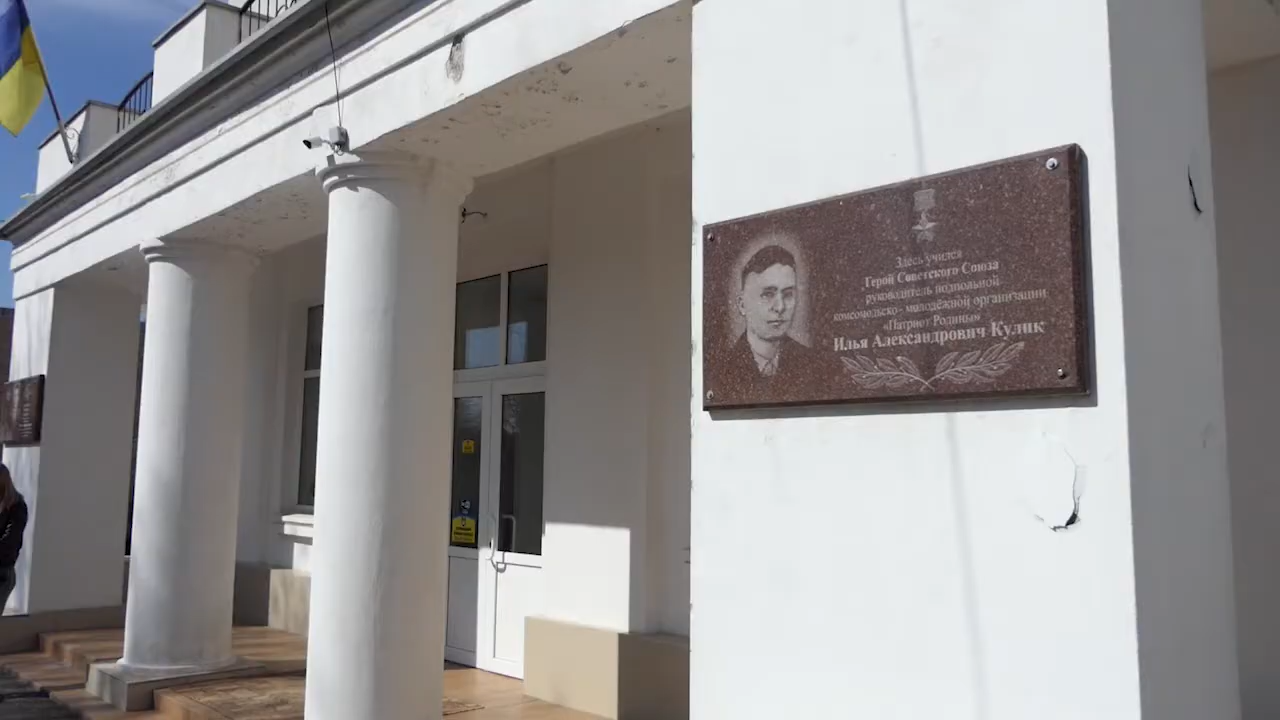 Здесь учился
Герой Советского Союза
руководитель подпольной
комсомольско - молодёжной организации
«Патриот Родины»
Илья Александрович Кулик